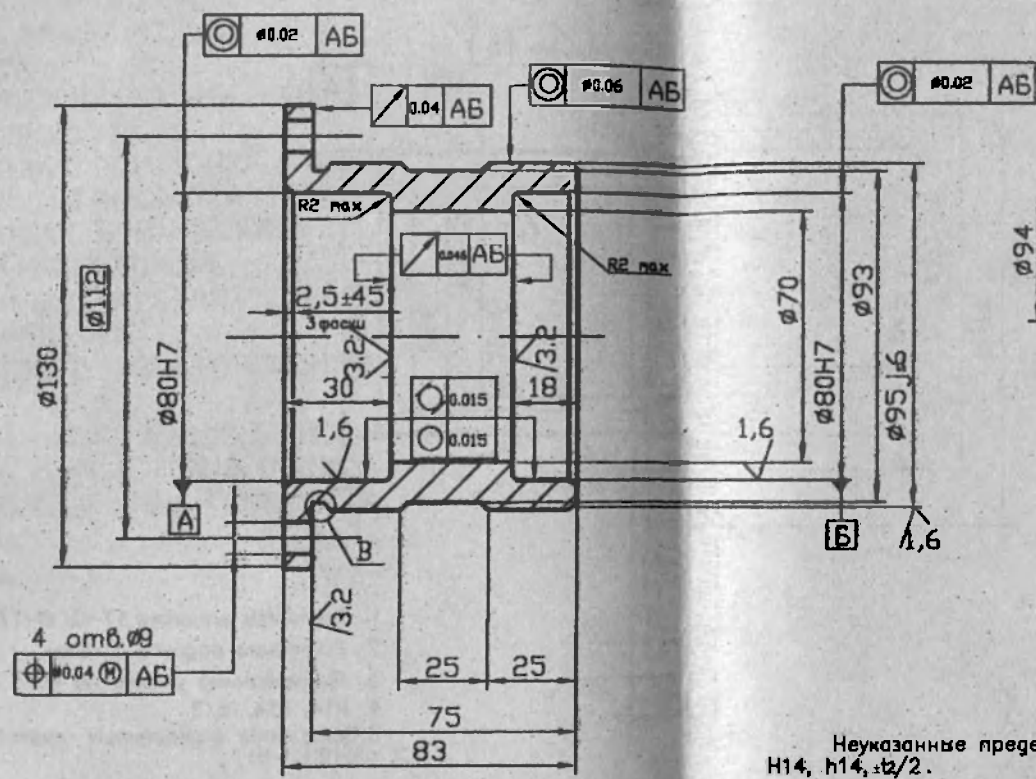 ø0.02 АБ
0.04 АБ
ø0.06 АБ
ø0.02 АБ
R2 max
R2 max
0.045 АБ
2,5±45
3 фаски
3.2
3.2
30
18
0.015
0.015
1,6
1,6
1,6
ø130
ø112
ø80H7
ø70
ø80H7
ø93
ø95js6
ø94
А
Б
В
3.2
4 отв.ø9
ø0.04 М АБ
25
25
75
83
Неуказанные преде
H14, h14, ±t2/2.